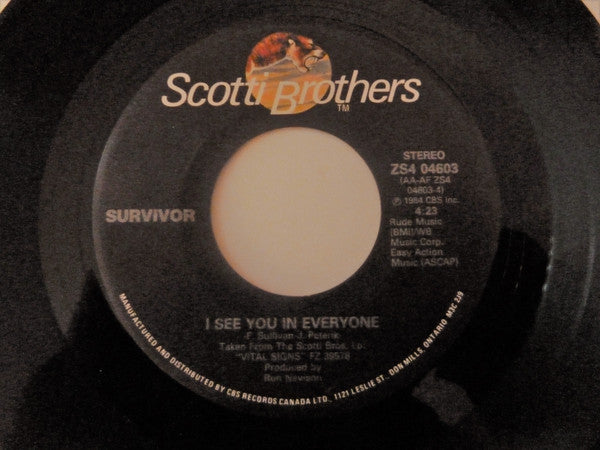 Scotti Brothers
TM
STEREO
ZS4 04603
(AA-AF ZS4
04603-4)
℗ 1984 CBS Inc.
4:23
Rude Music
(BMI)/WB
Music Corp.
Easy Action
Music (ASCAP)
SURVIVOR
I SEE YOU IN EVERYONE
-F. Sullivan-J. Peterik-
Taken From The Scotti Bros. Lp:
"VITAL SIGNS" FZ 39578
Produced by
Ron Nevison
MANUFACTURED AND DISTRIBUTED BY CBS RECORDS CANADA LTD., 1121 LESLIE ST. DON MILLS, ONTARIO M3C 2J9